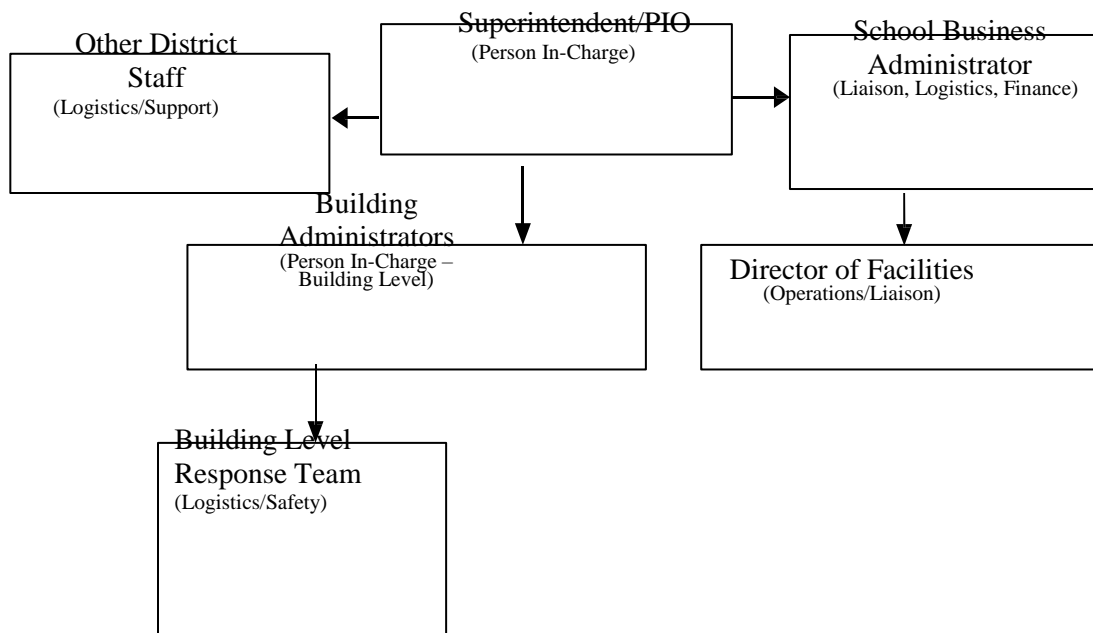 Superintendent/PIO
(Person In-Charge)
Other District
Staff
(Logistics/Support)
School Business
Administrator
(Liaison, Logistics, Finance)
Building
Administrators
(Person In-Charge –
Building Level)
Director of Facilities
(Operations/Liaison)
Building Level
Response Team
(Logistics/Safety)